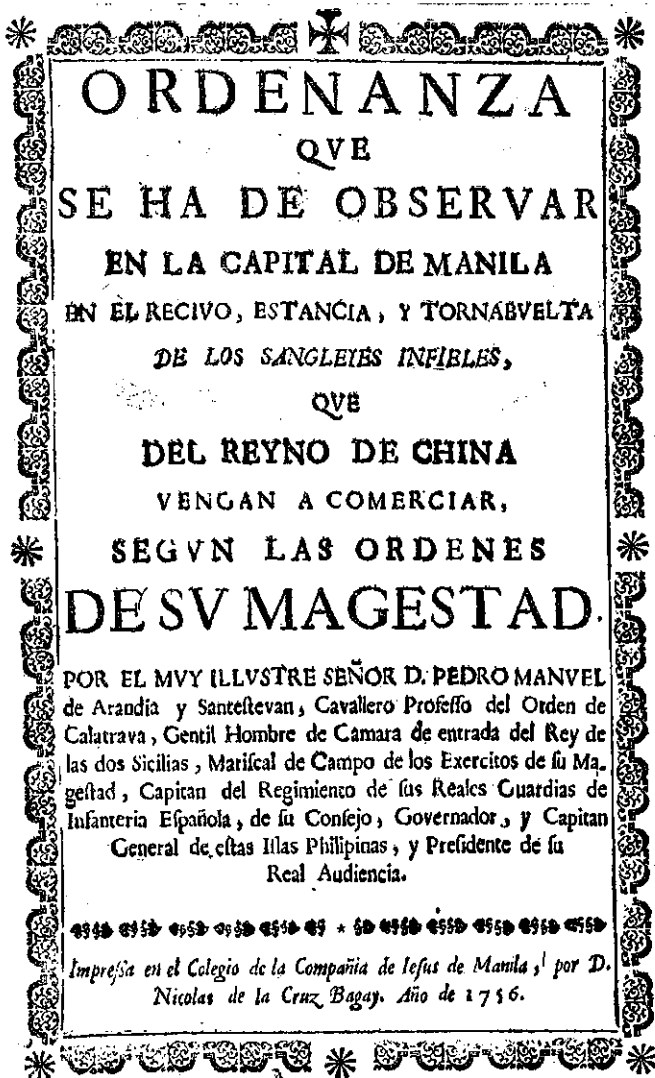 ORDENANZA
QVE
SE HA DE OBSERVAR
EN LA CAPITAL DE MANILA
EN EL RECIVO, ESTANCIA, Y TORNABVELTA
DE LOS SANGLEIES INFIELES,
QVE
DEL REYNO DE CHINA
VENGAN A COMERCIAR,
SEGVN LAS ORDENES
DE SV MAGESTAD.
POR EL MVY ILLVSTRE SEÑOR D. PEDRO MANVEL
de Arandia y Santeſtevan, Cavallero Profeſſo del Orden de
Calatrava, Gentil Hombre de Camara de entrada del Rey de
las dos Sicilias, Mariſcal de Campo de los Exercitos de ſu Ma-
geſtad, Capitan del Regimiento de ſus Reales Guardias de
Infanteria Eſpañola, de ſu Conſejo, Governador, y Capitan
General de eſtas Iſlas Philipinas, y Preſidente de ſu
Real Audiencia.
Impreſſa en el Colegio de la Compañia de Ieſus de Manila, por D.
Nicolas de la Cruz Bagay. Año de 1756.